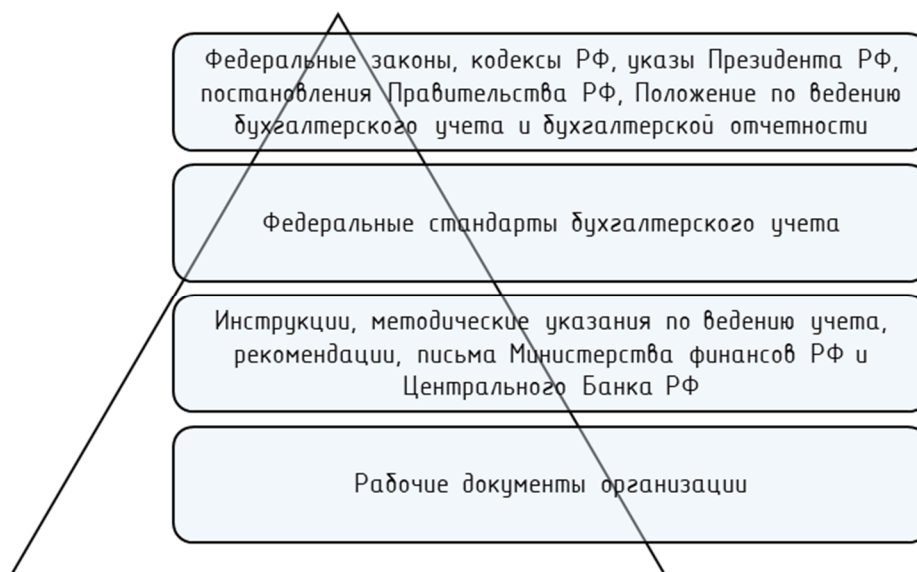 Федеральные законы, кодексы РФ, указы Президента РФ,
постановления Правительства РФ, Положение по ведению
бухгалтерского учета и бухгалтерской отчетности
Федеральные стандарты бухгалтерского учета
Инструкции, методические указания по ведению учета,
рекомендации, письма Министерства финансов РФ и
Центрального Банка РФ
Рабочие документы организации